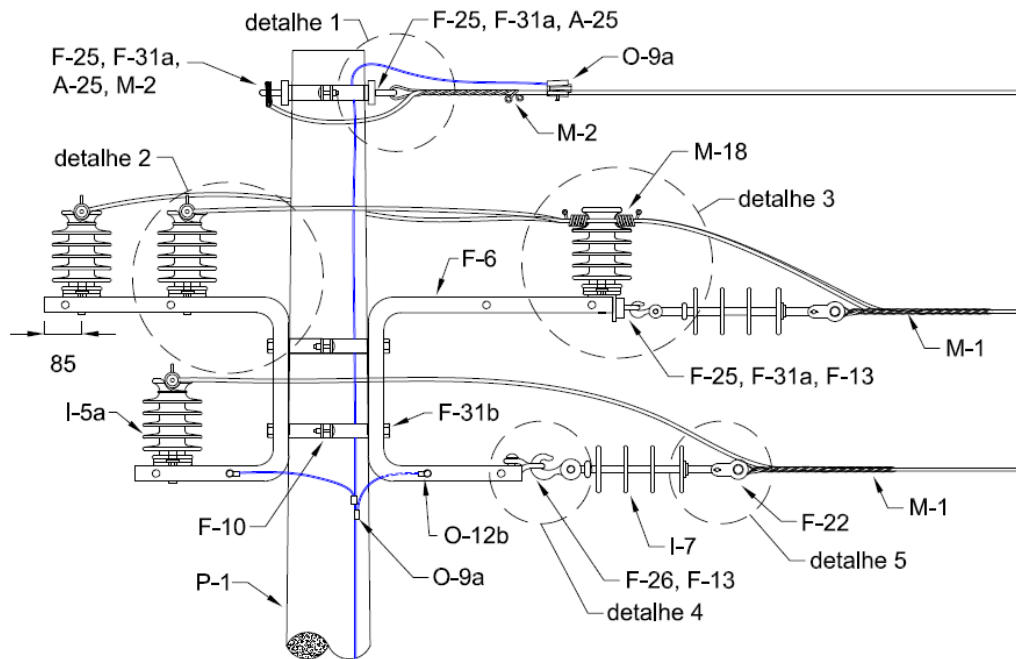 detalhe 1
F-25, F-31a, A-25
F-25, F-31a,
A-25, M-2
O-9a
M-2
detalhe 2
M-18
detalhe 3
F-6
85
M-1
F-25, F-31a, F-13
I-5a
F-31b
M-1
F-10
O-12b
F-22
I-7
O-9a
detalhe 5
F-26, F-13
P-1
detalhe 4